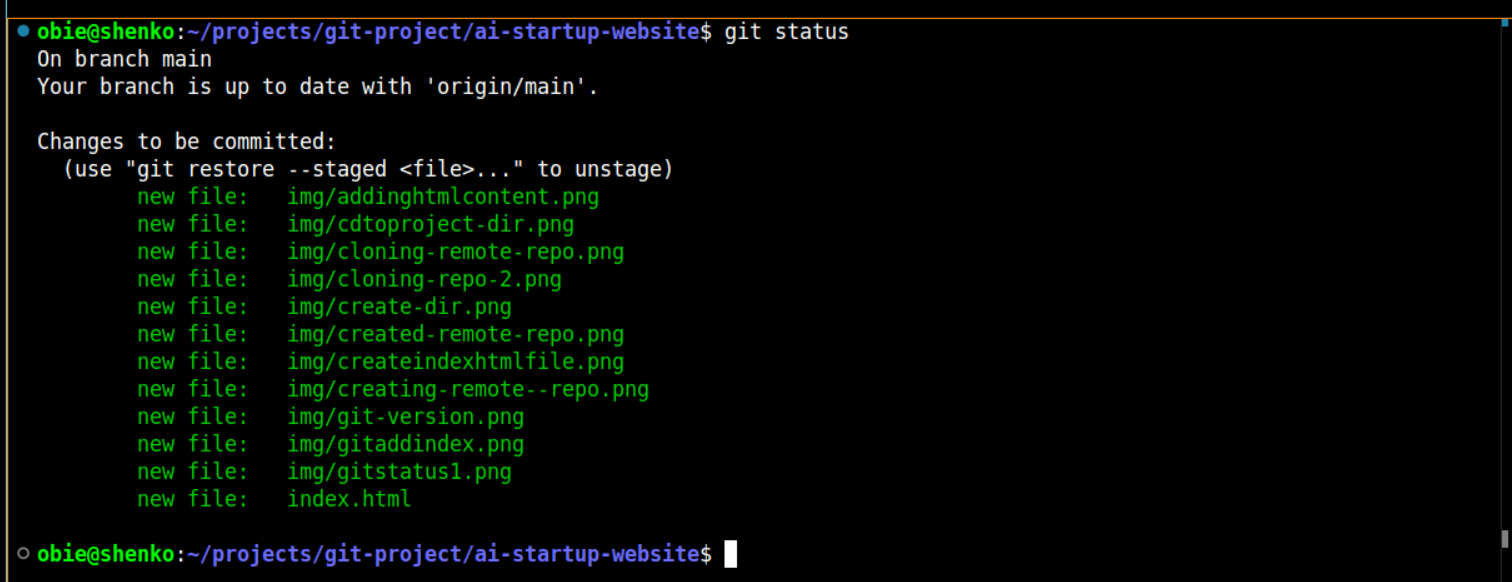 obie@shenko:~/projects/git-project/ai-startup-website$ git status
On branch main
Your branch is up to date with 'origin/main'.
Changes to be committed:
(use "git restore --staged <file>..." to unstage)
new file: img/addinghtmlcontent.png
new file: img/cdtoproject-dir.png
new file: img/cloning-remote-repo.png
new file: img/cloning-repo-2.png
new file: img/create-dir.png
new file: img/created-remote-repo.png
new file: img/createindexhtmlfile.png
new file: img/creating-remote--repo.png
new file: img/git-version.png
new file: img/gitaddindex.png
new file: img/gitstatus1.png
new file: index.html
obie@shenko:~/projects/git-project/ai-startup-website$